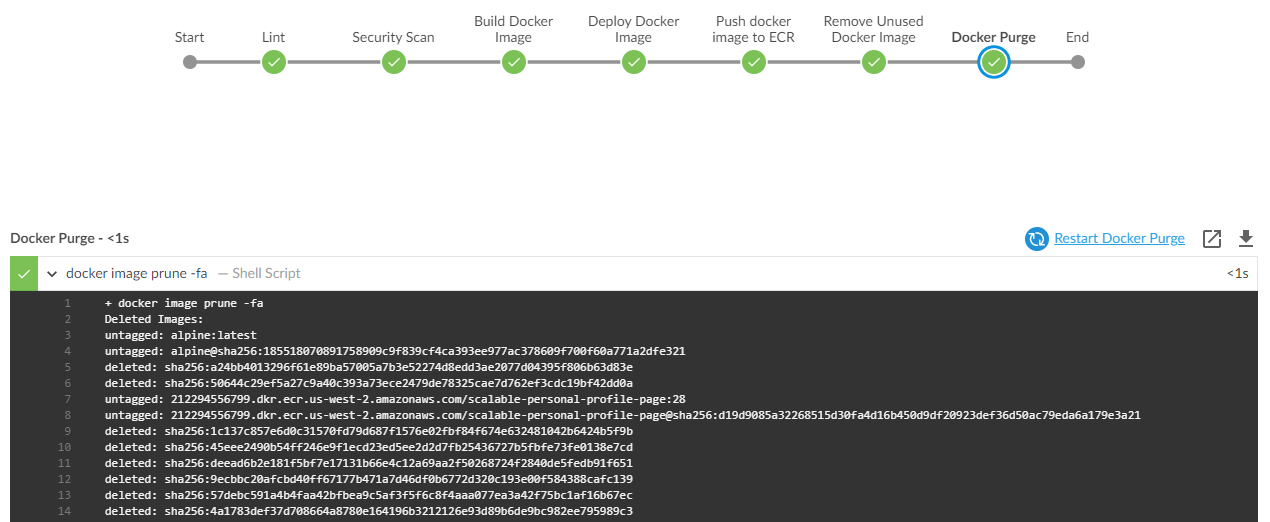 Start
Lint
Security Scan
Build Docker
Image
Deploy Docker
Image
Push docker
image to ECR
Remove Unused
Docker Image
Docker Purge
End
Docker Purge - <1s
Restart Docker Purge
docker image prune -fa — Shell Script
<1s
1 + docker image prune -fa
2 Deleted Images:
3 untagged: alpine:latest
4 untagged: alpine@sha256:185518070891758909c9f839cf4ca393ee977ac378609f700f60a771a2dfe321
5 deleted: sha256:a24bb4013296f61e89ba57005a7b3e52274d8edd3ae2077d04395f806b63d83e
6 deleted: sha256:50644c29ef5a27c9a40c393a73ece2479de78325cae7d762ef3cdc19bf42dd0a
7 untagged: 212294556799.dkr.ecr.us-west-2.amazonaws.com/scalable-personal-profile-page:28
8 untagged: 212294556799.dkr.ecr.us-west-2.amazonaws.com/scalable-personal-profile-page@sha256:d19d9085a32268515d30fa4d16b450d9df20923def36d50ac79eda6a179e3a21
9 deleted: sha256:1c137c857e6d0c31570fd79d687f1576e02fbf84f674e632481042b6424b5f9b
10 deleted: sha256:45eee2490b54ff246e9f1ecd23ed5ee2d2d7fb25436727b5fbfe73fe0138e7cd
11 deleted: sha256:deead6b2e181f5bf7e17131b66e4c12a69aa2f50268724f2840de5fedb91f651
12 deleted: sha256:9ecbbc20afcbd40ff67177b471a7d46df0b6772d320c193e00f584388cafc139
13 deleted: sha256:57debc591a4b4faa42bfbea9c5af3f5f6c8f4aaa077ea3a42f75bc1af16b67ec
14 deleted: sha256:4a1783def37d708664a8780e164196b3212126e93d89b6de9bc982ee795989c3